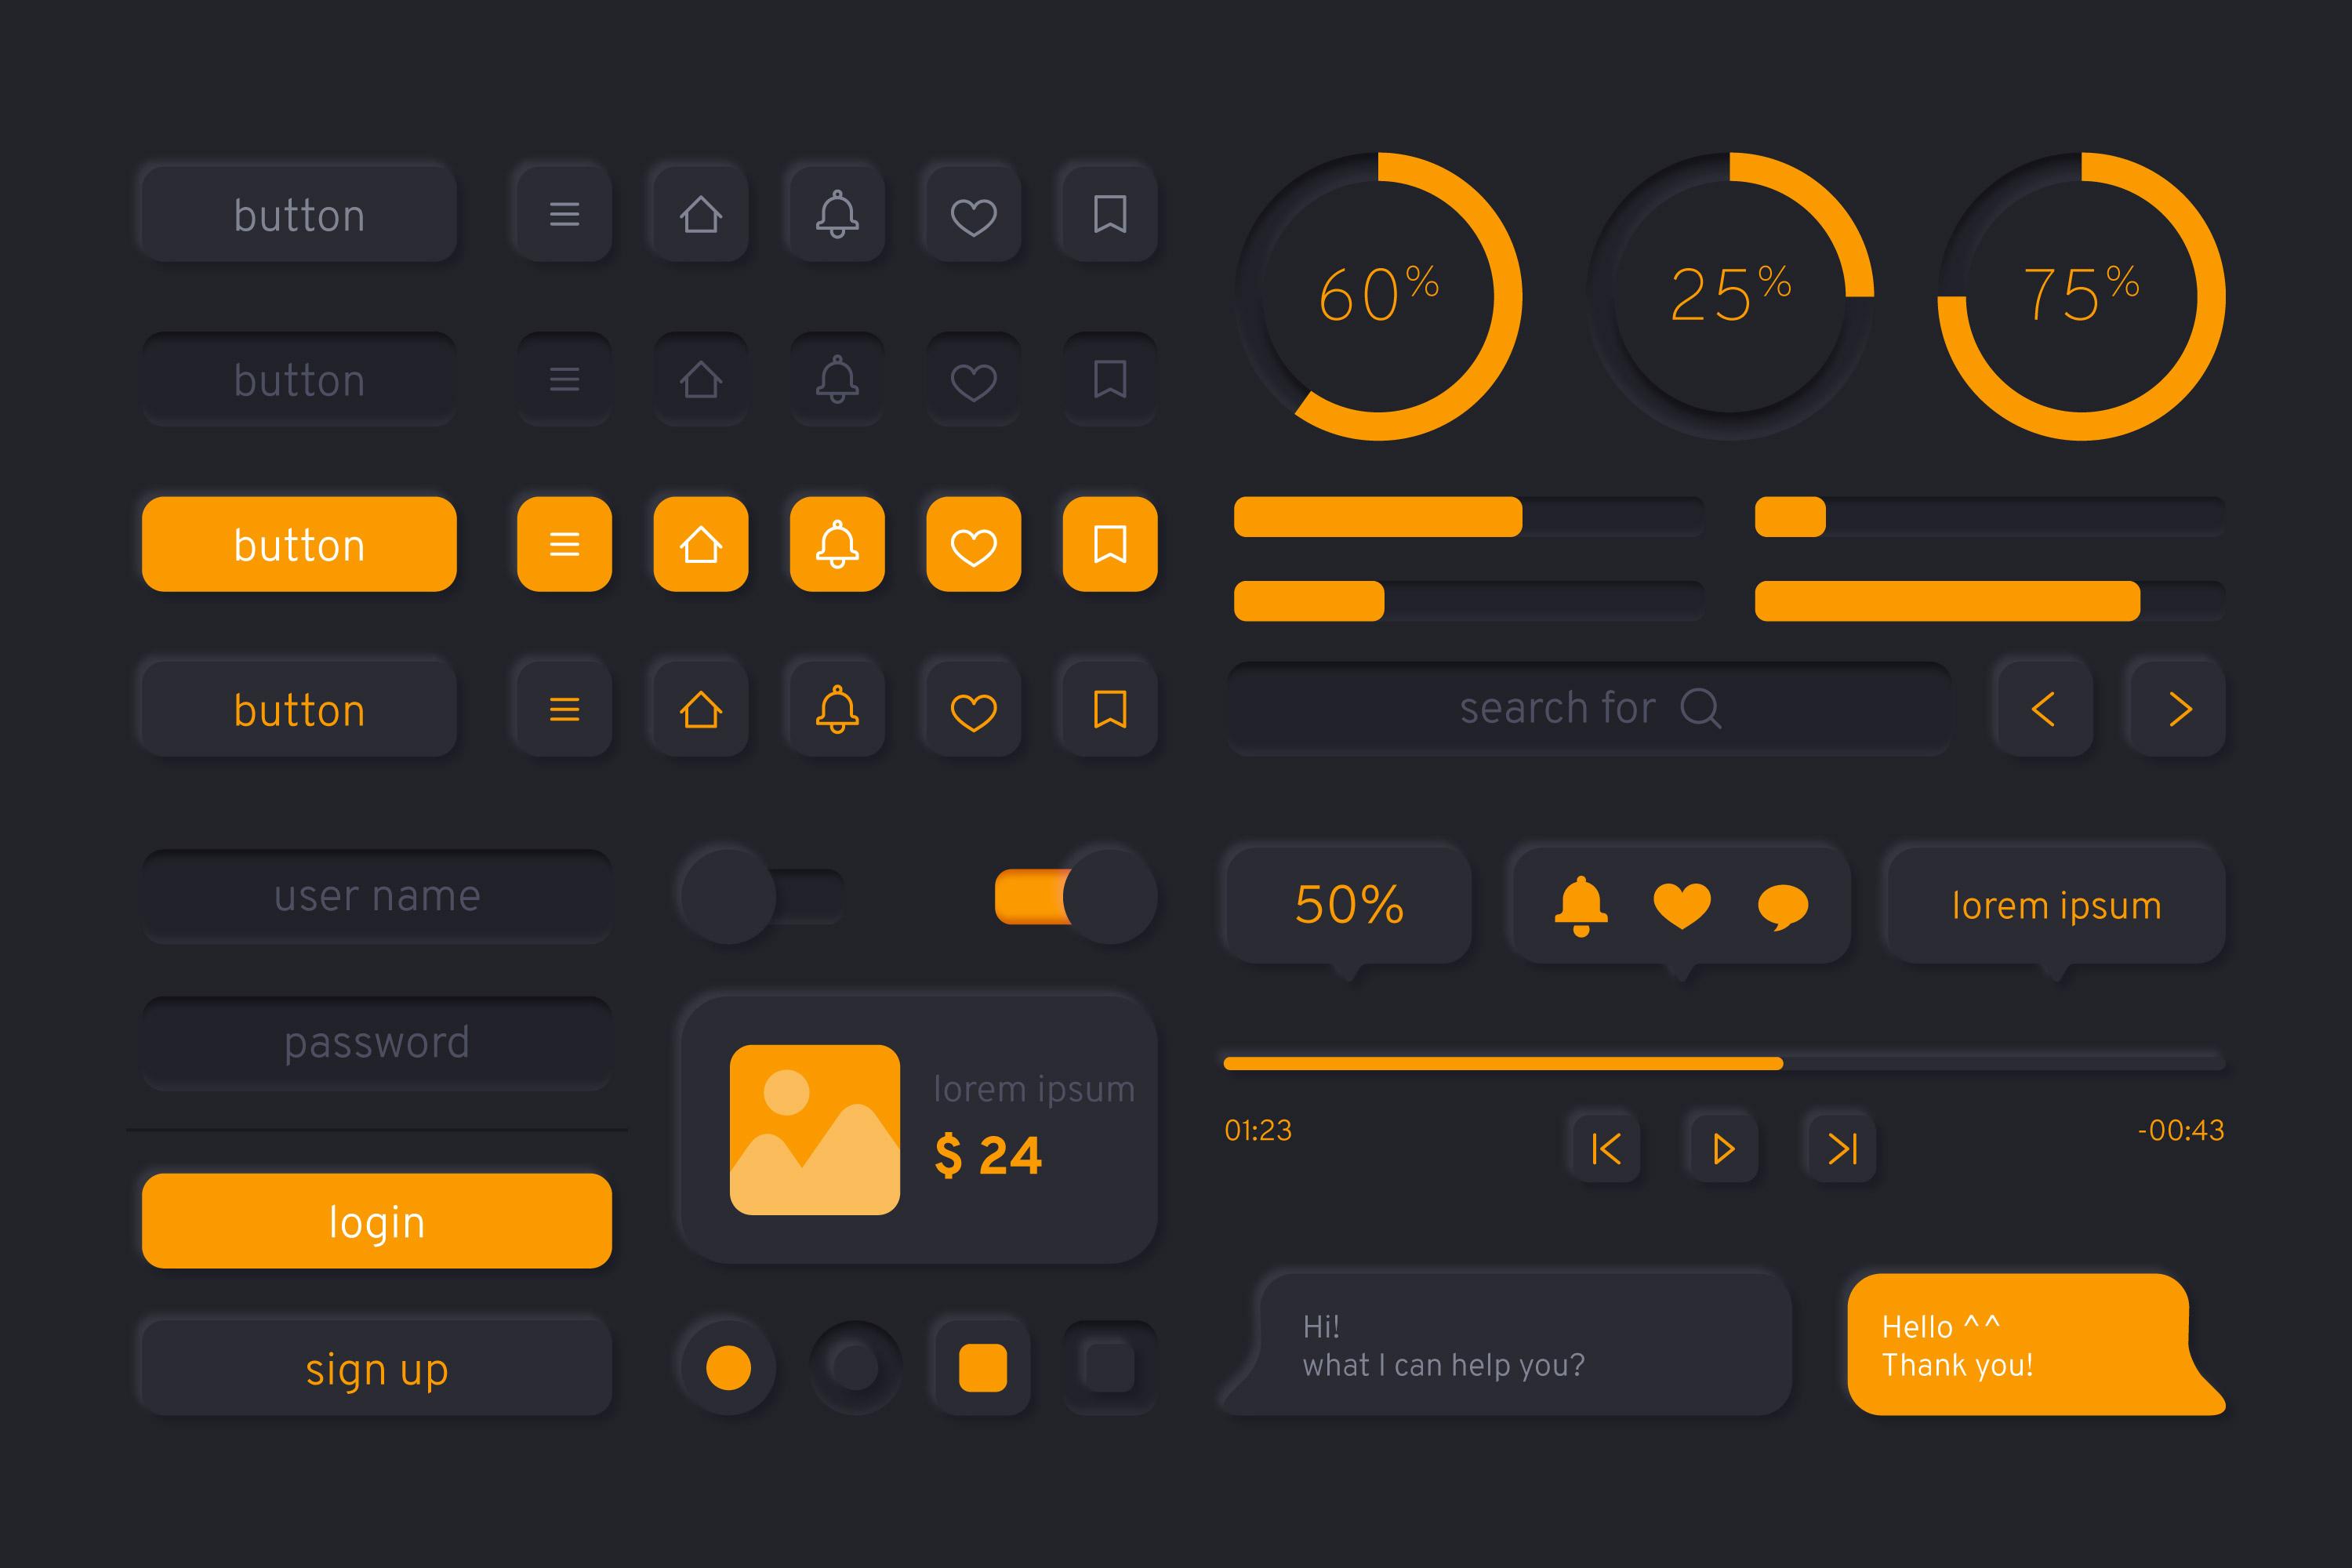 button
button
button
button
user name
password
login
sign up
lorem ipsum
$ 24
60%
25%
75%
search for
50%
lorem ipsum
01:23
-00:43
Hi!
what I can help you?
Hello ^^
Thank you!